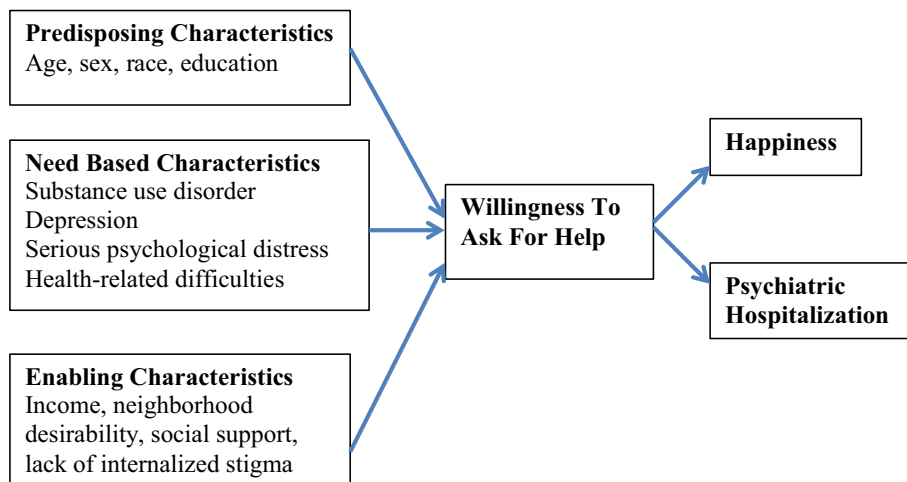 Predisposing Characteristics
Age, sex, race, education
Need Based Characteristics
Substance use disorder
Depression
Serious psychological distress
Health-related difficulties
Enabling Characteristics
Income, neighborhood
desirability, social support,
lack of internalized stigma
Willingness To
Ask For Help
Happiness
Psychiatric
Hospitalization